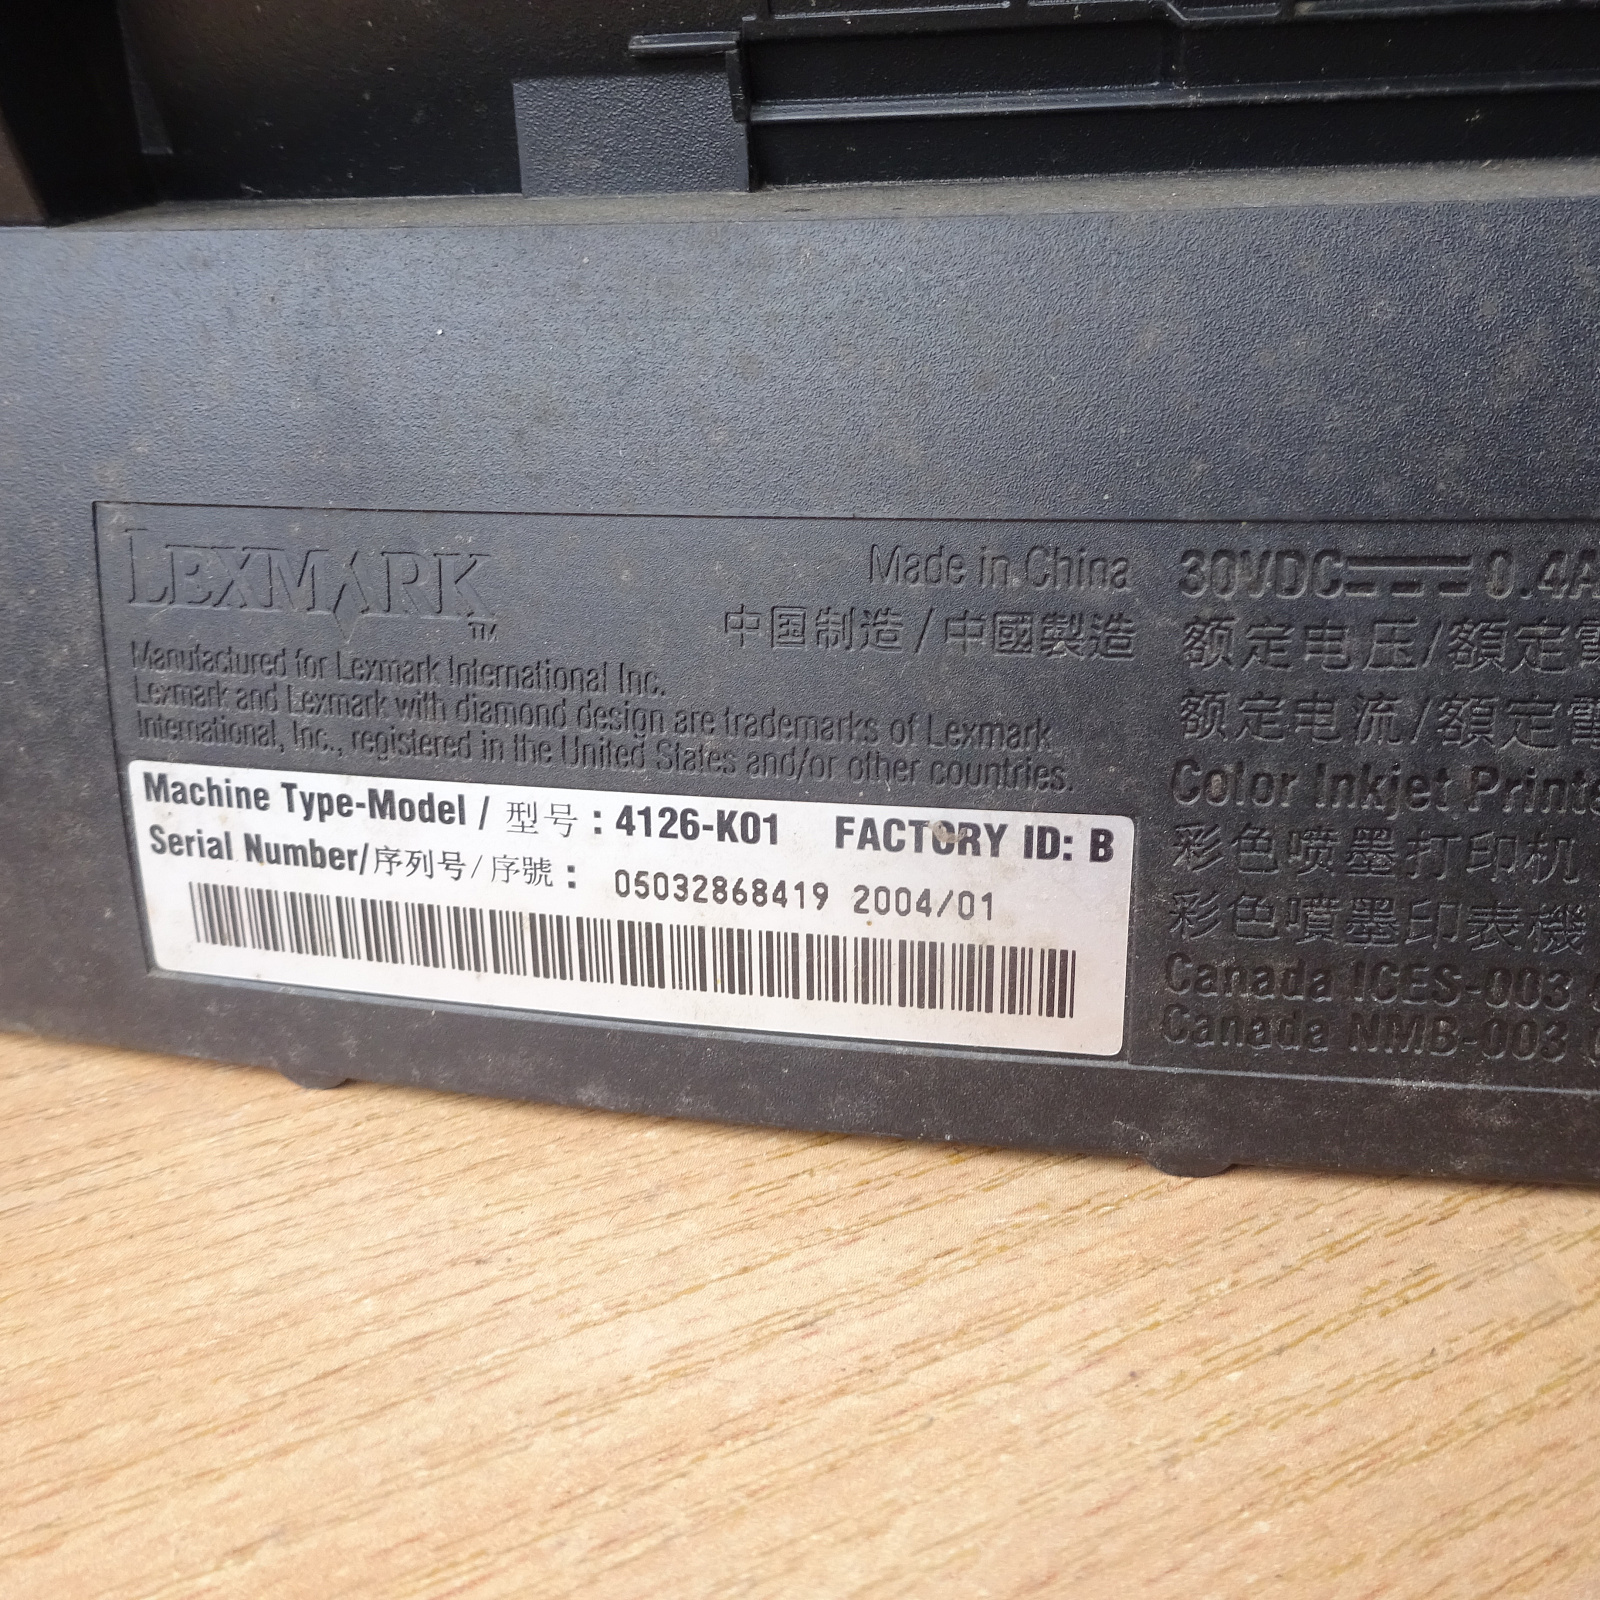 LEXMARK™
Manufactured for Lexmark International Inc.
Lexmark and Lexmark with diamond design are trademarks of Lexmark
International, Inc., registered in the United States and/or other countries.
Made in China
中国制造/中國製造
Machine Type-Model / 型号 : 4126-K01 FACTORY ID: B
Serial Number/序列号/序號 : 05032868419 2004/01
30VDC 0.4A
额定电压/額定
额定电流/額定
Color Inkjet
彩色喷墨打印机
彩色噴墨印表機
Canada ICES-003
Canada NMB-003